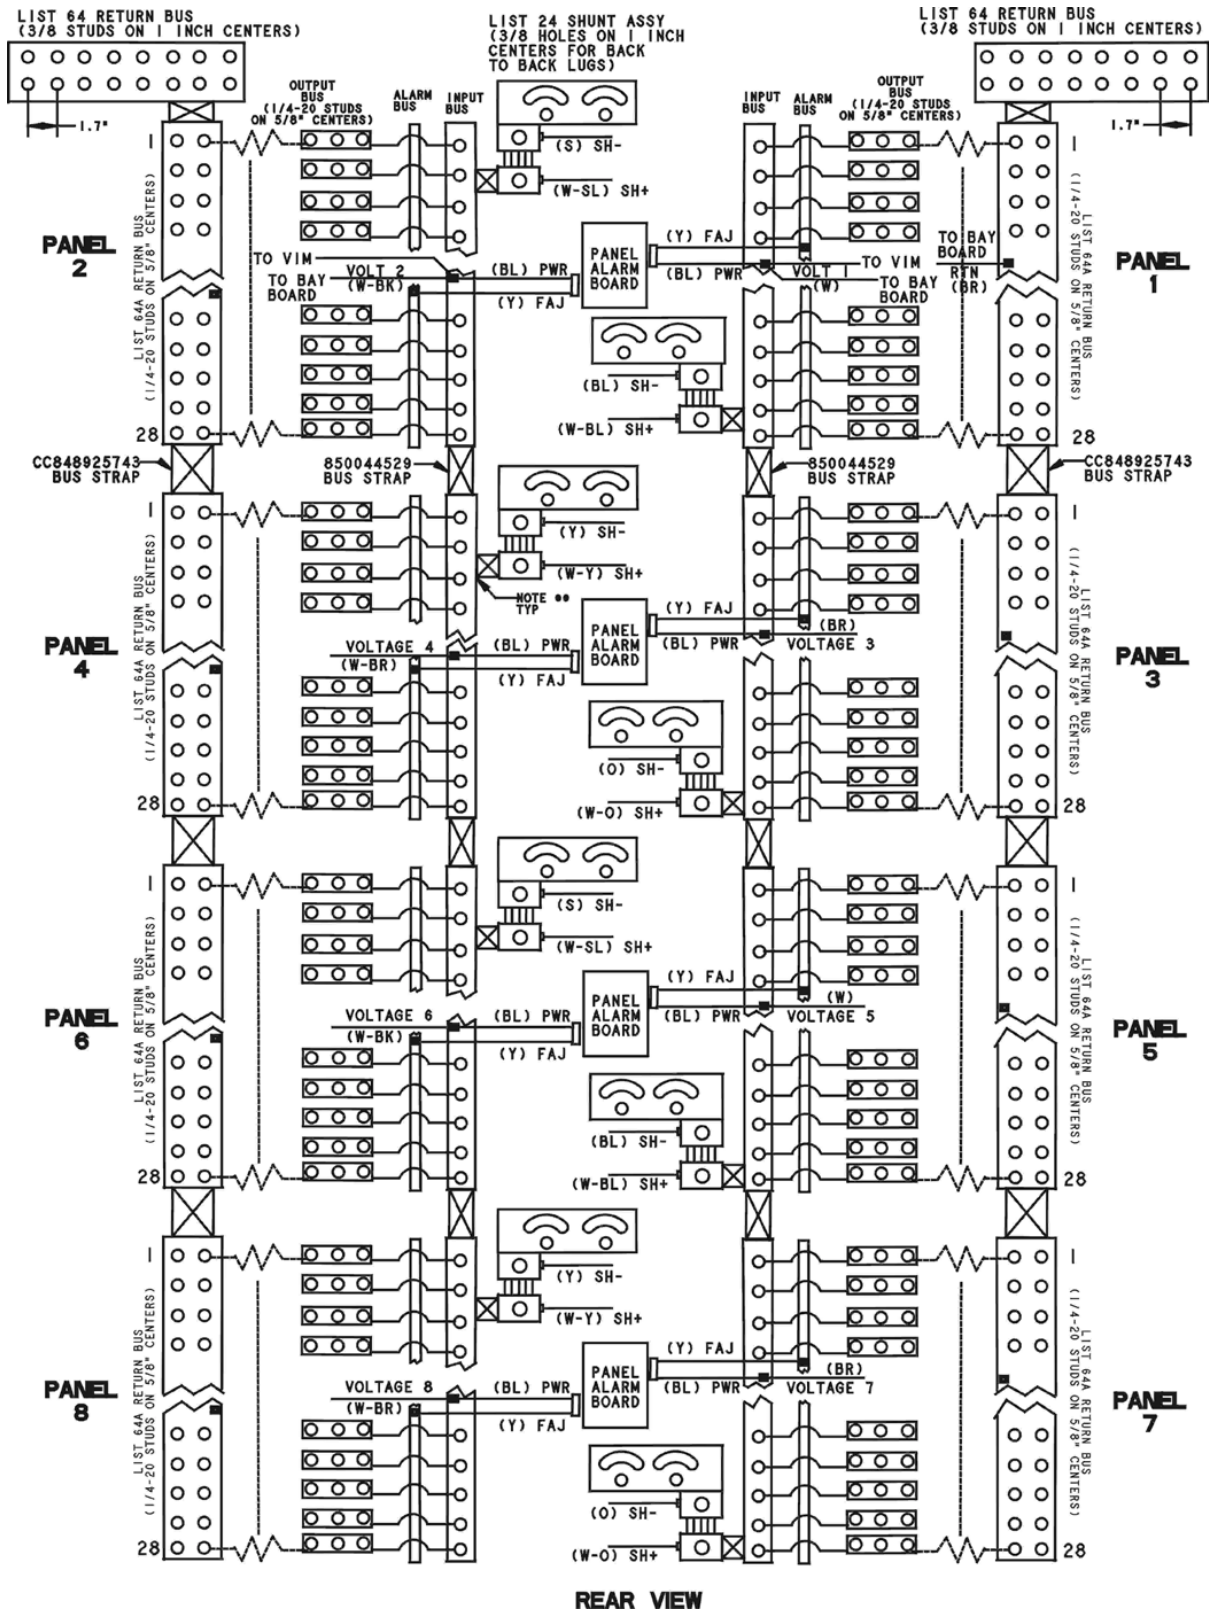 LIST 64 RETURN BUS
(3/8 STUDS ON 1 INCH CENTERS)
LIST 24 SHUNT ASSY
(3/8 HOLES ON 1 INCH
CENTERS FOR BACK
TO BACK LUGS)
LIST 64 RETURN BUS
(3/8 STUDS ON 1 INCH CENTERS)
OUTPUT
BUS
(1/4-20 STUDS
ON 5/8" CENTERS)
ALARM
BUS
INPUT
BUS
INPUT
BUS
ALARM
BUS
OUTPUT
BUS
(1/4-20 STUDS
ON 5/8" CENTERS)
1.7"
1.7"
1
(S) SH-
(W-SL) SH+
1
LIST 64A RETURN BUS
(1/4-20 STUDS ON 5/8" CENTERS)
LIST 64A RETURN BUS
(1/4-20 STUDS ON 5/8" CENTERS)
PANEL
2
TO VIM
TO BAY
BOARD
VOLT 2
(W-BK)
(BL) PWR
(Y) FAJ
PANEL
ALARM
BOARD
(Y) FAJ
(BL) PWR
VOLT 1
(W)
TO VIM
TO BAY
BOARD
TO BAY
BOARD
RTN
(BR)
PANEL
1
(BL) SH-
(W-BL) SH+
28
28
CC848925743
BUS STRAP
850044529
BUS STRAP
850044529
BUS STRAP
CC848925743
BUS STRAP
1
(Y) SH-
(W-Y) SH+
NOTE **
TYP
1
LIST 64A RETURN BUS
(1/4-20 STUDS ON 5/8" CENTERS)
LIST 64A RETURN BUS
(1/4-20 STUDS ON 5/8" CENTERS)
PANEL
4
VOLTAGE 4
(W-BR)
(BL) PWR
(Y) FAJ
PANEL
ALARM
BOARD
(Y) FAJ
(BL) PWR
(BR)
VOLTAGE 3
PANEL
3
(O) SH-
(W-O) SH+
28
28
1
(S) SH-
(W-SL) SH+
1
LIST 64A RETURN BUS
(1/4-20 STUDS ON 5/8" CENTERS)
LIST 64A RETURN BUS
(1/4-20 STUDS ON 5/8" CENTERS)
PANEL
6
VOLTAGE 6
(W-BK)
(BL) PWR
(Y) FAJ
PANEL
ALARM
BOARD
(Y) FAJ
(BL) PWR
(W)
VOLTAGE 5
PANEL
5
(BL) SH-
(W-BL) SH+
28
28
1
(Y) SH-
(W-Y) SH+
1
LIST 64A RETURN BUS
(1/4-20 STUDS ON 5/8" CENTERS)
LIST 64A RETURN BUS
(1/4-20 STUDS ON 5/8" CENTERS)
PANEL
8
VOLTAGE 8
(W-BR)
(BL) PWR
(Y) FAJ
PANEL
ALARM
BOARD
(Y) FAJ
(BL) PWR
(BR)
VOLTAGE 7
PANEL
7
(O) SH-
(W-O) SH+
28
28
REAR VIEW